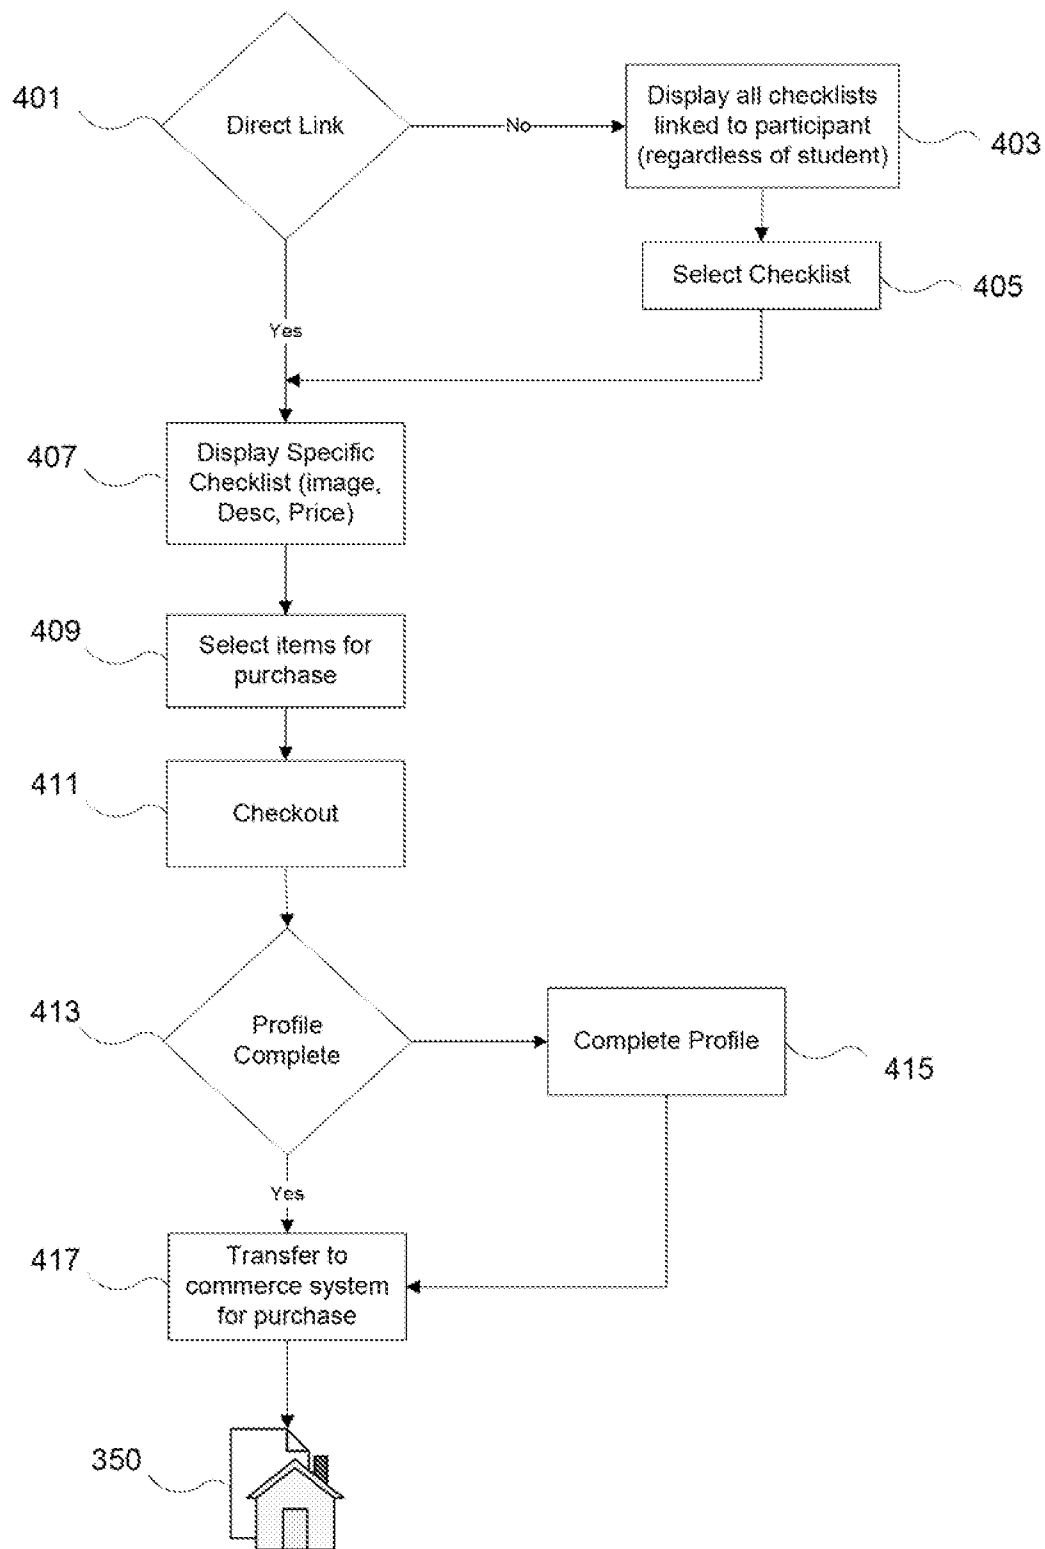 401
Direct Link
No
Display all checklists
linked to participant
(regardless of student)
403
Select Checklist
405
Yes
407
Display Specific
Checklist (image,
Desc, Price)
409
Select items for
purchase
411
Checkout
413
Profile
Complete
Complete Profile
415
Yes
417
Transfer to
commerce system
for purchase
350